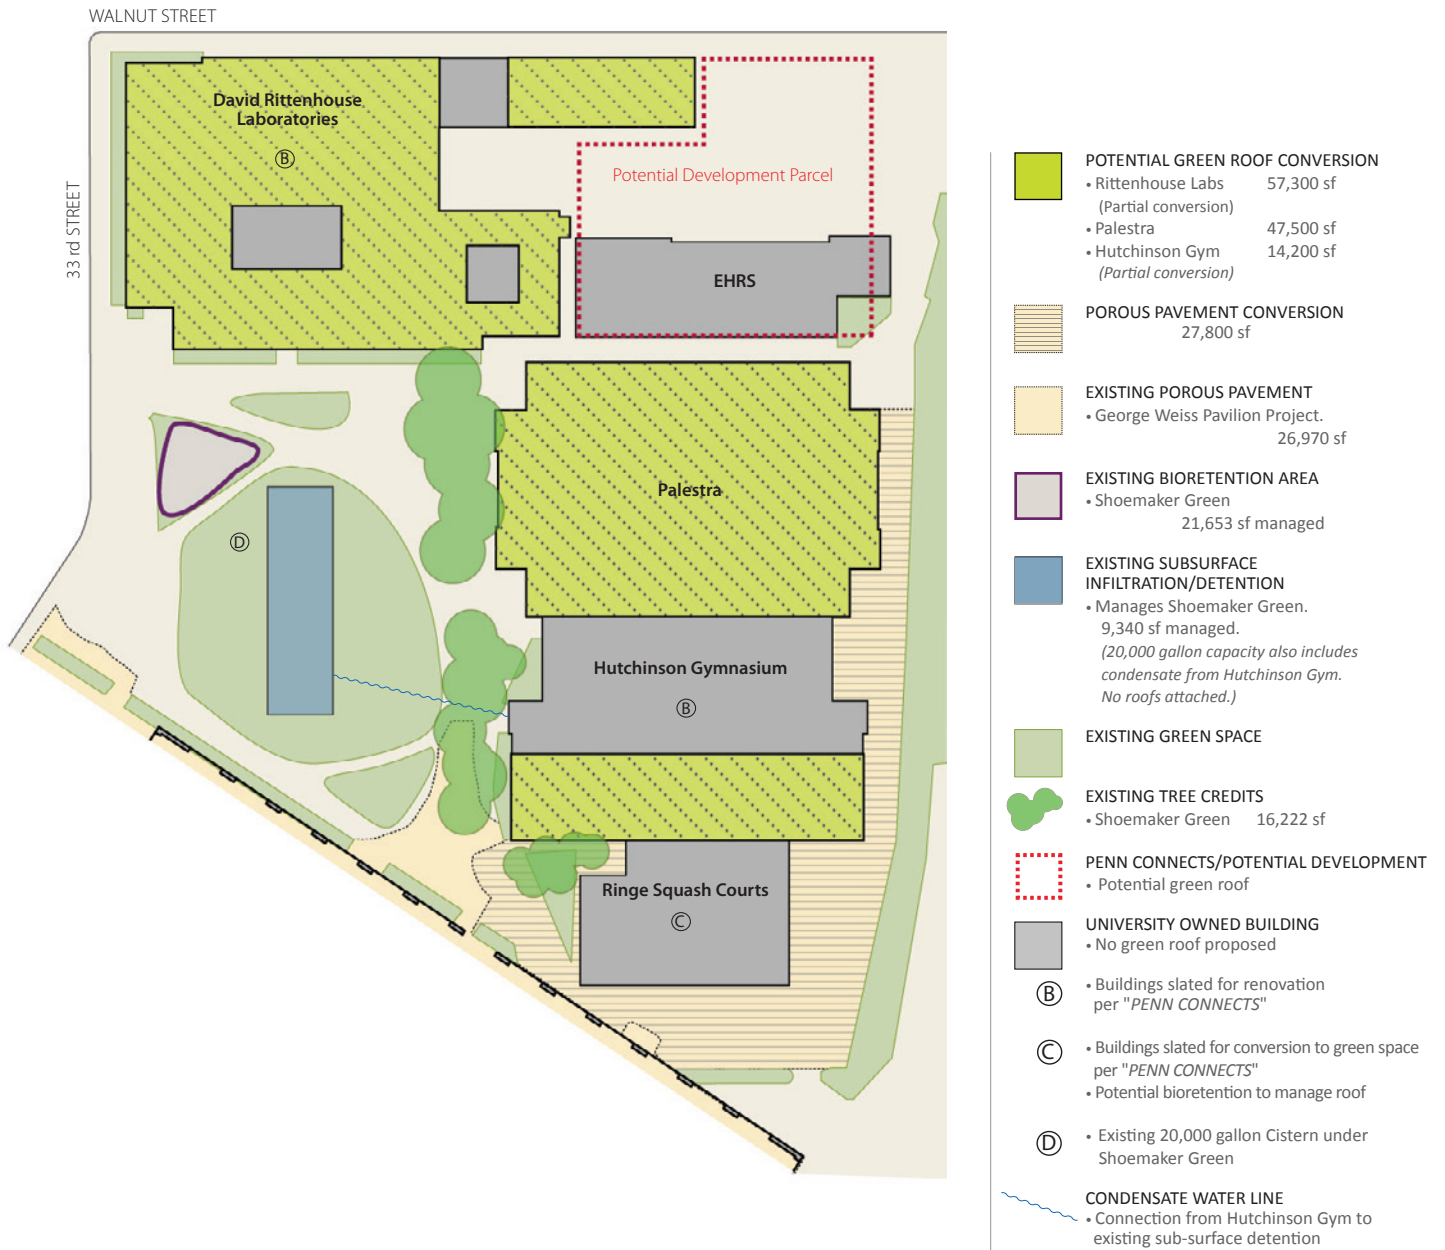 WALNUT STREET
33 rd STREET
David Rittenhouse
Laboratories
B
Potential Development Parcel
EHRS
Palestra
D
Hutchinson Gymnasium
B
Ringe Squash Courts
C
POTENTIAL GREEN ROOF CONVERSION
• Rittenhouse Labs 57,300 sf
(Partial conversion)
• Palestra 47,500 sf
• Hutchinson Gym 14,200 sf
(Partial conversion)
POROUS PAVEMENT CONVERSION
27,800 sf
EXISTING POROUS PAVEMENT
• George Weiss Pavilion Project.
26,970 sf
EXISTING BIORETENTION AREA
• Shoemaker Green
21,653 sf managed
EXISTING SUBSURFACE
INFILTRATION/DETENTION
• Manages Shoemaker Green.
9,340 sf managed.
(20,000 gallon capacity also includes
condensate from Hutchinson Gym.
No roofs attached.)
EXISTING GREEN SPACE
EXISTING TREE CREDITS
• Shoemaker Green 16,222 sf
PENN CONNECTS/POTENTIAL DEVELOPMENT
• Potential green roof
UNIVERSITY OWNED BUILDING
• No green roof proposed
B • Buildings slated for renovation
per "PENN CONNECTS"
C • Buildings slated for conversion to green space
per "PENN CONNECTS"
• Potential bioretention to manage roof
D • Existing 20,000 gallon Cistern under
Shoemaker Green
CONDENSATE WATER LINE
• Connection from Hutchinson Gym to
existing sub-surface detention